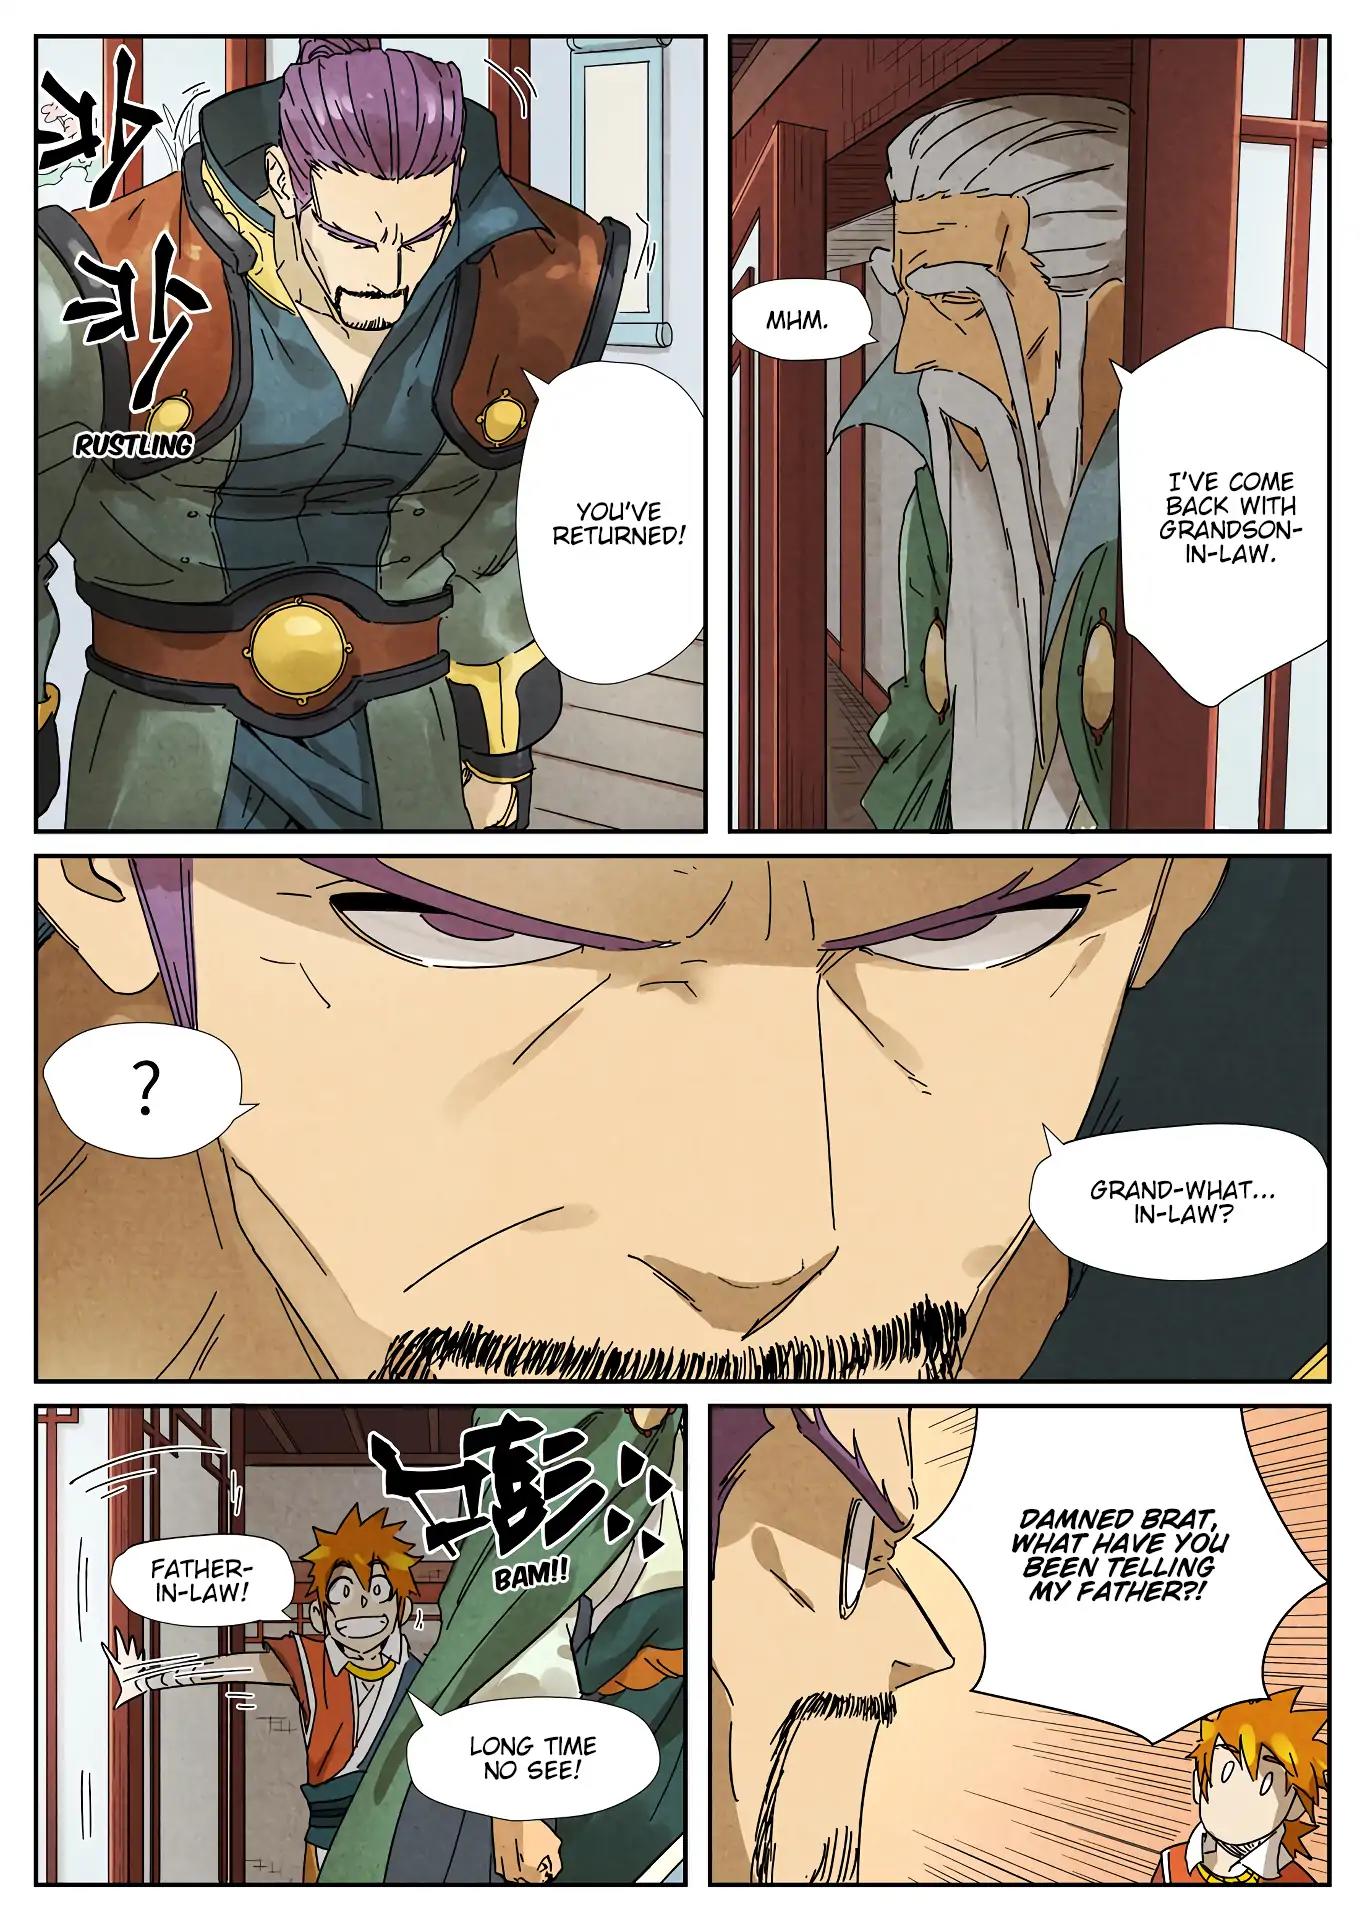 RUSTLING
YOU'VE
RETURNED!
MHM.
I'VE COME
BACK WITH
GRANDSON-
IN-LAW.
?
GRAND-WHAT...
IN-LAW?
FATHER-
IN-LAW!
BAM!!
LONG TIME
NO SEE!
DAMNED BRAT,
WHAT HAVE YOU
BEEN TELLING
MY FATHER?!